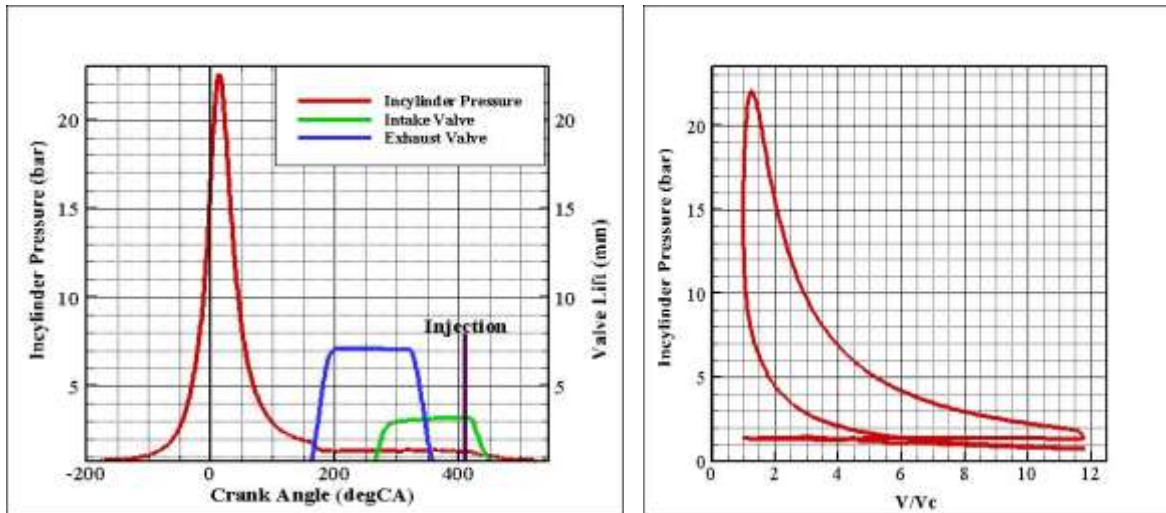 Incylinder Pressure
Intake Valve
Exhaust Valve
Injection
20
15
10
5
20
15
10
5
-200
0
200
400
Incylinder Pressure (bar)
Valve Lift (mm)
Crank Angle (degCA)
20
15
10
5
0
0
2
4
6
8
10
12
Incylinder Pressure (bar)
V/Vc